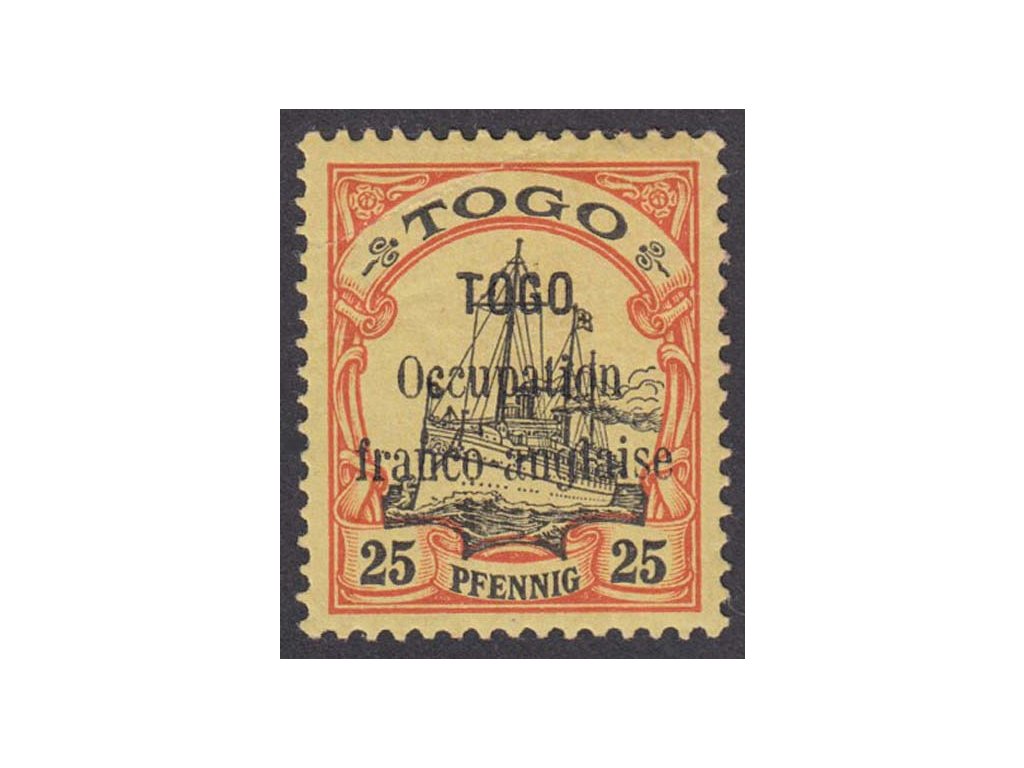 TOGO
TOGO
Occupation
franco-anglaise
25 PFENNIG 25